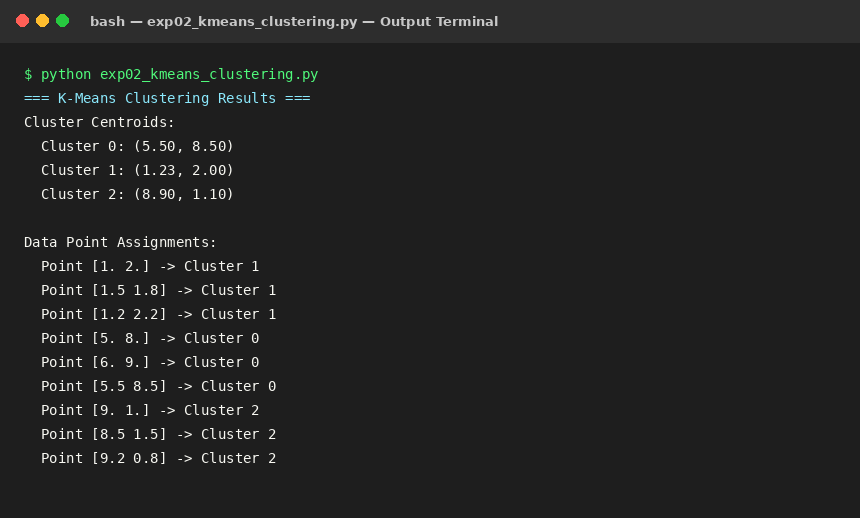 bash — exp02_kmeans_clustering.py — Output Terminal
$ python exp02_kmeans_clustering.py
=== K-Means Clustering Results ===
Cluster Centroids:
  Cluster 0: (5.50, 8.50)
  Cluster 1: (1.23, 2.00)
  Cluster 2: (8.90, 1.10)

Data Point Assignments:
  Point [1. 2.] -> Cluster 1
  Point [1.5 1.8] -> Cluster 1
  Point [1.2 2.2] -> Cluster 1
  Point [5. 8.] -> Cluster 0
  Point [6. 9.] -> Cluster 0
  Point [5.5 8.5] -> Cluster 0
  Point [9. 1.] -> Cluster 2
  Point [8.5 1.5] -> Cluster 2
  Point [9.2 0.8] -> Cluster 2